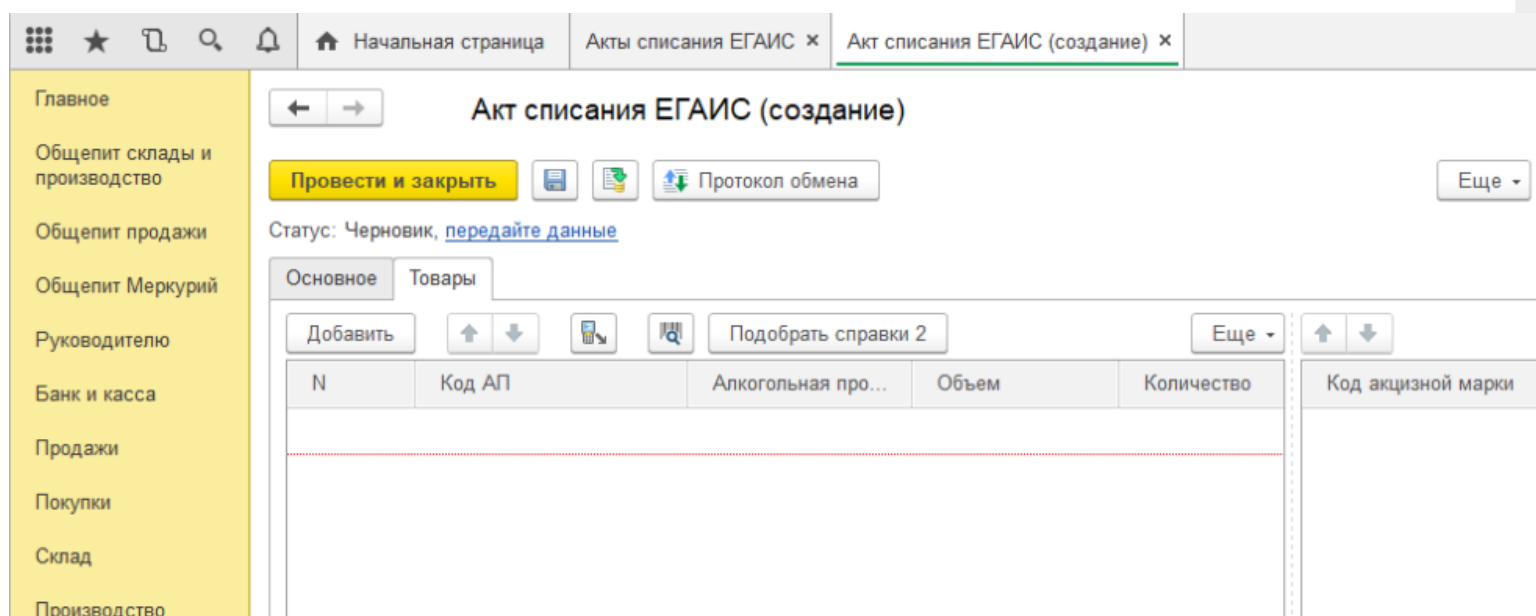 Начальная страница
Акты списания ЕГАИС ×
Акт списания ЕГАИС (создание) ×
Главное
Общепит склады и
производство
Общепит продажи
Общепит Меркурий
Руководителю
Банк и касса
Продажи
Покупки
Склад
Производство
Акт списания ЕГАИС (создание)
Провести и закрыть
Протокол обмена
Еще
Статус: Черновик, передайте данные
Основное
Товары
Добавить
Подобрать справки 2
Еще
N
Код АП
Алкогольная про...
Объем
Количество
Код акцизной марки